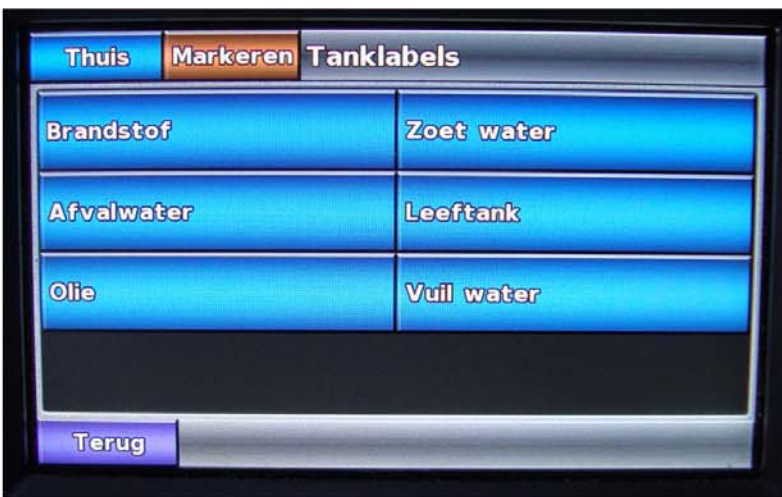 Thuis Markeren Tanklabels
Brandstof Zoet water
Afvalwater Leeftank
Olie Vuil water
Terug